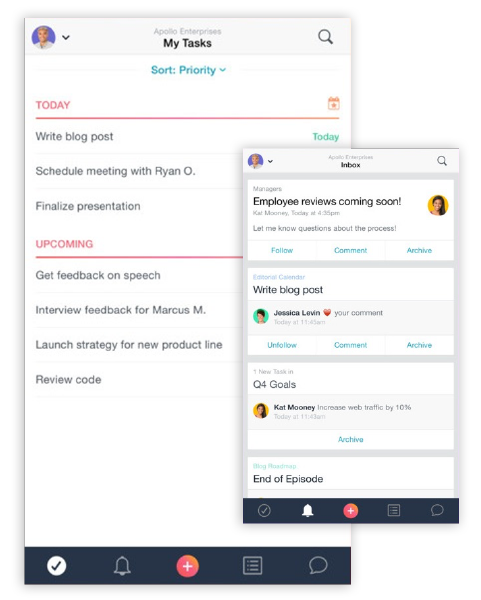 Apollo Enterprises
My Tasks
Sort: Priority
TODAY
Write blog post
Today
Schedule meeting with Ryan O.
Finalize presentation
UPCOMING
Get feedback on speech
Interview feedback for Marcus M.
Launch strategy for new product line
Review code
Apollo Enterprises
Inbox
Managers
Employee reviews coming soon!
Kat Mooney, Today at 4:35pm
Let me know questions about the process!
Follow Comment Archive
Editorial Calendar
Write blog post
Jessica Levin ❤️ your comment
Today at 11:43am
Unfollow Comment Archive
1 New Task in
Q4 Goals
Kat Mooney Increase web traffic by 10%
Today at 11:43am
Archive
Blog Roadmap
End of Episode